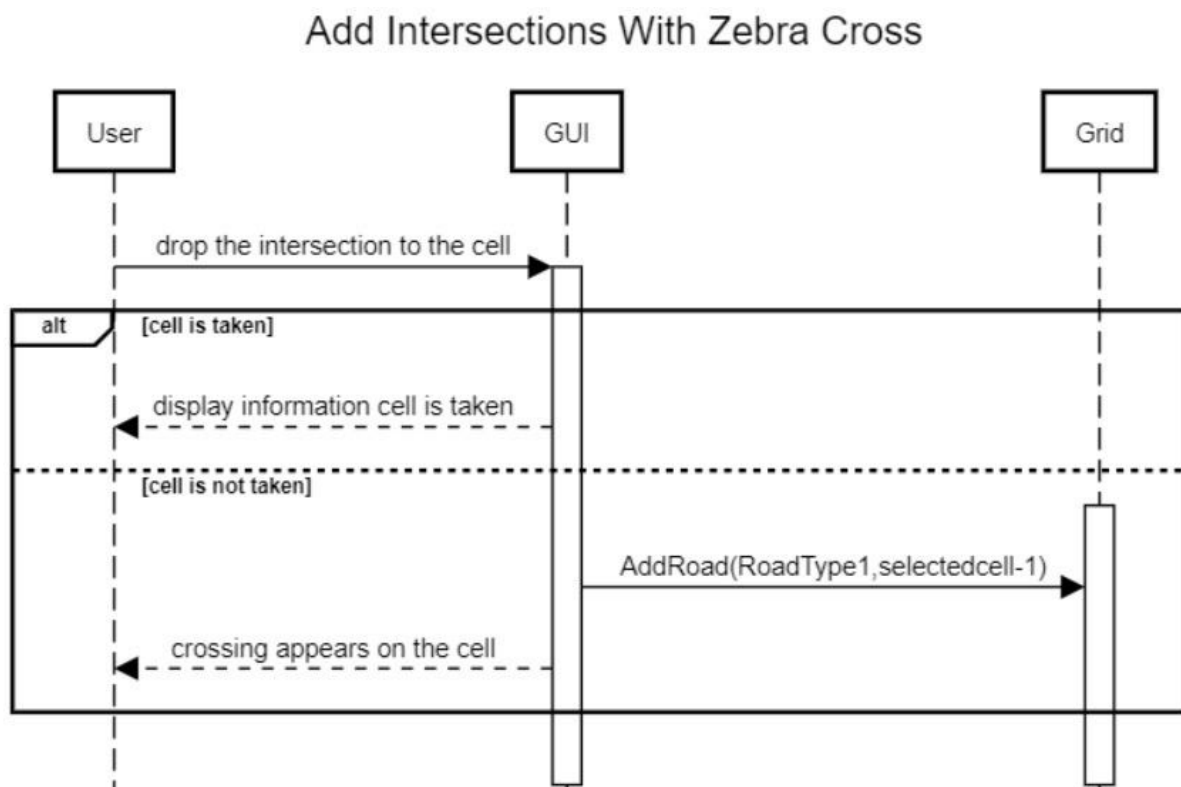 Add Intersections With Zebra Cross
User
GUI
Grid
drop the intersection to the cell
alt
[cell is taken]
display information cell is taken
[cell is not taken]
AddRoad(RoadType1,selectedcell-1)
crossing appears on the cell